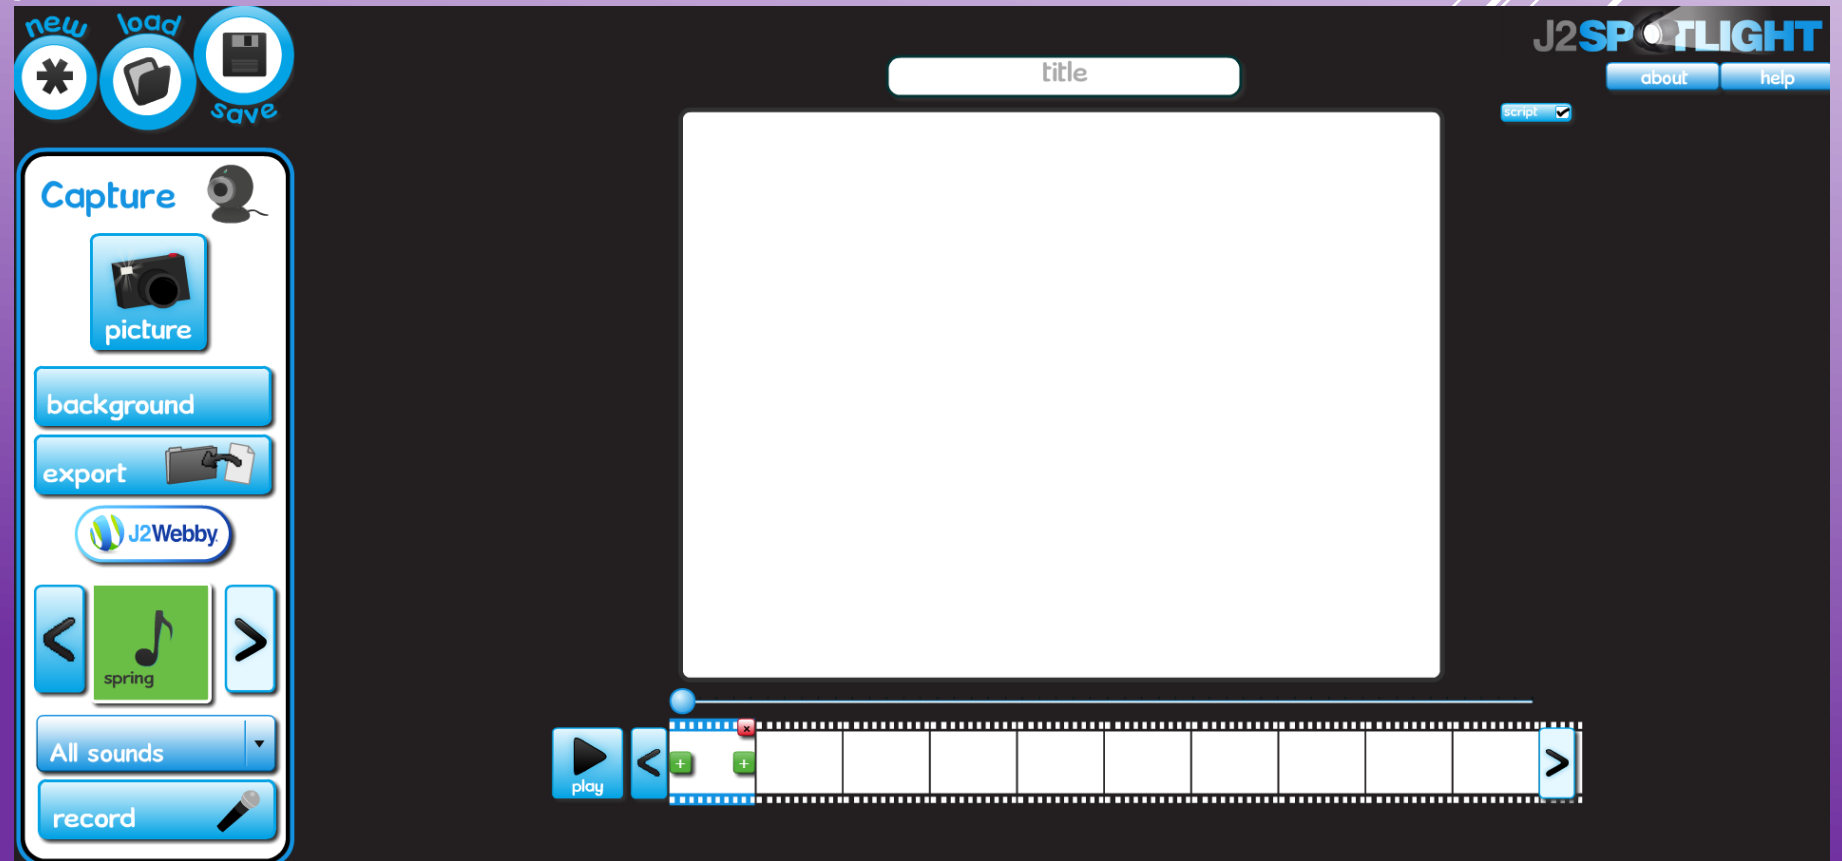 new load
save
title
J2SPOTLIGHT
about help
script
Capture
picture
background
export
J2Webby
< spring >
All sounds
record
play
< >